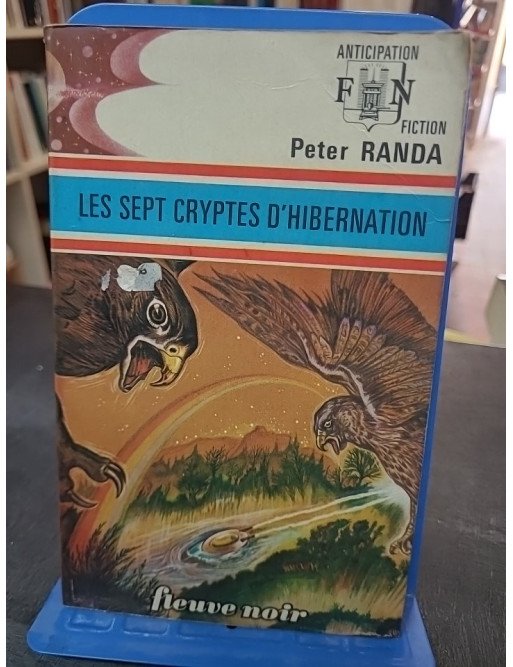 ANTICIPATION
F N
FICTION
Peter RANDA
LES SEPT CRYPTES D'HIBERNATION
fleuve noir